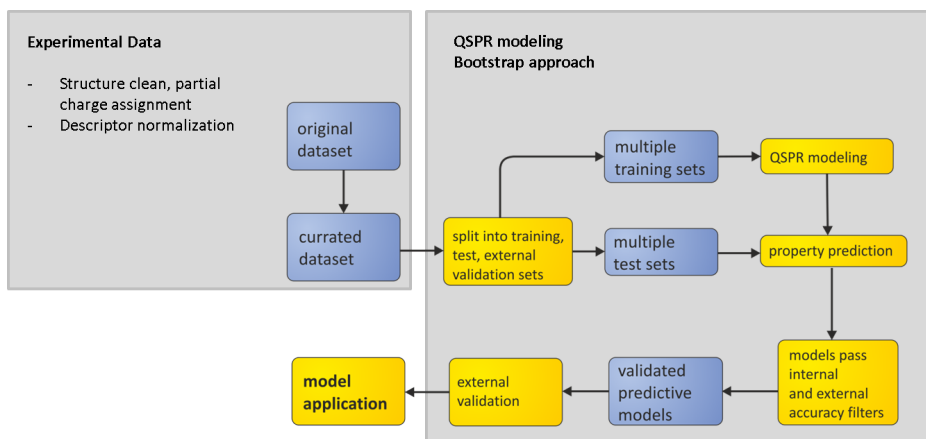 Experimental Data
- Structure clean, partial
charge assignment
- Descriptor normalization
original
dataset
currated
dataset
QSPR modeling
Bootstrap approach
multiple
training sets
QSPR modeling
split into training,
test, external
validation sets
multiple
test sets
property prediction
models pass
internal
and external
accuracy filters
validated
predictive
models
external
validation
model
application